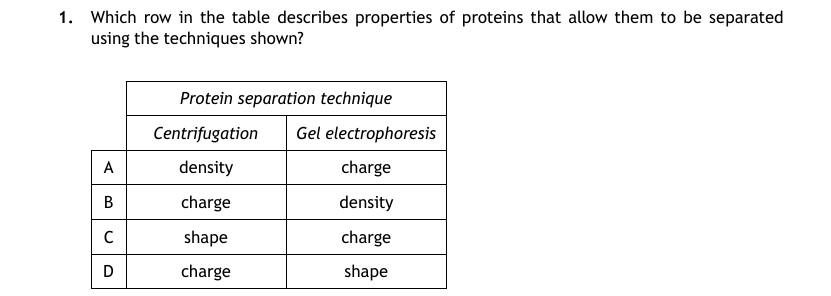 1. Which row in the table describes properties of proteins that allow them to be separated
using the techniques shown?
Protein separation technique
Centrifugation Gel electrophoresis
A density charge
B charge density
C shape charge
D charge shape